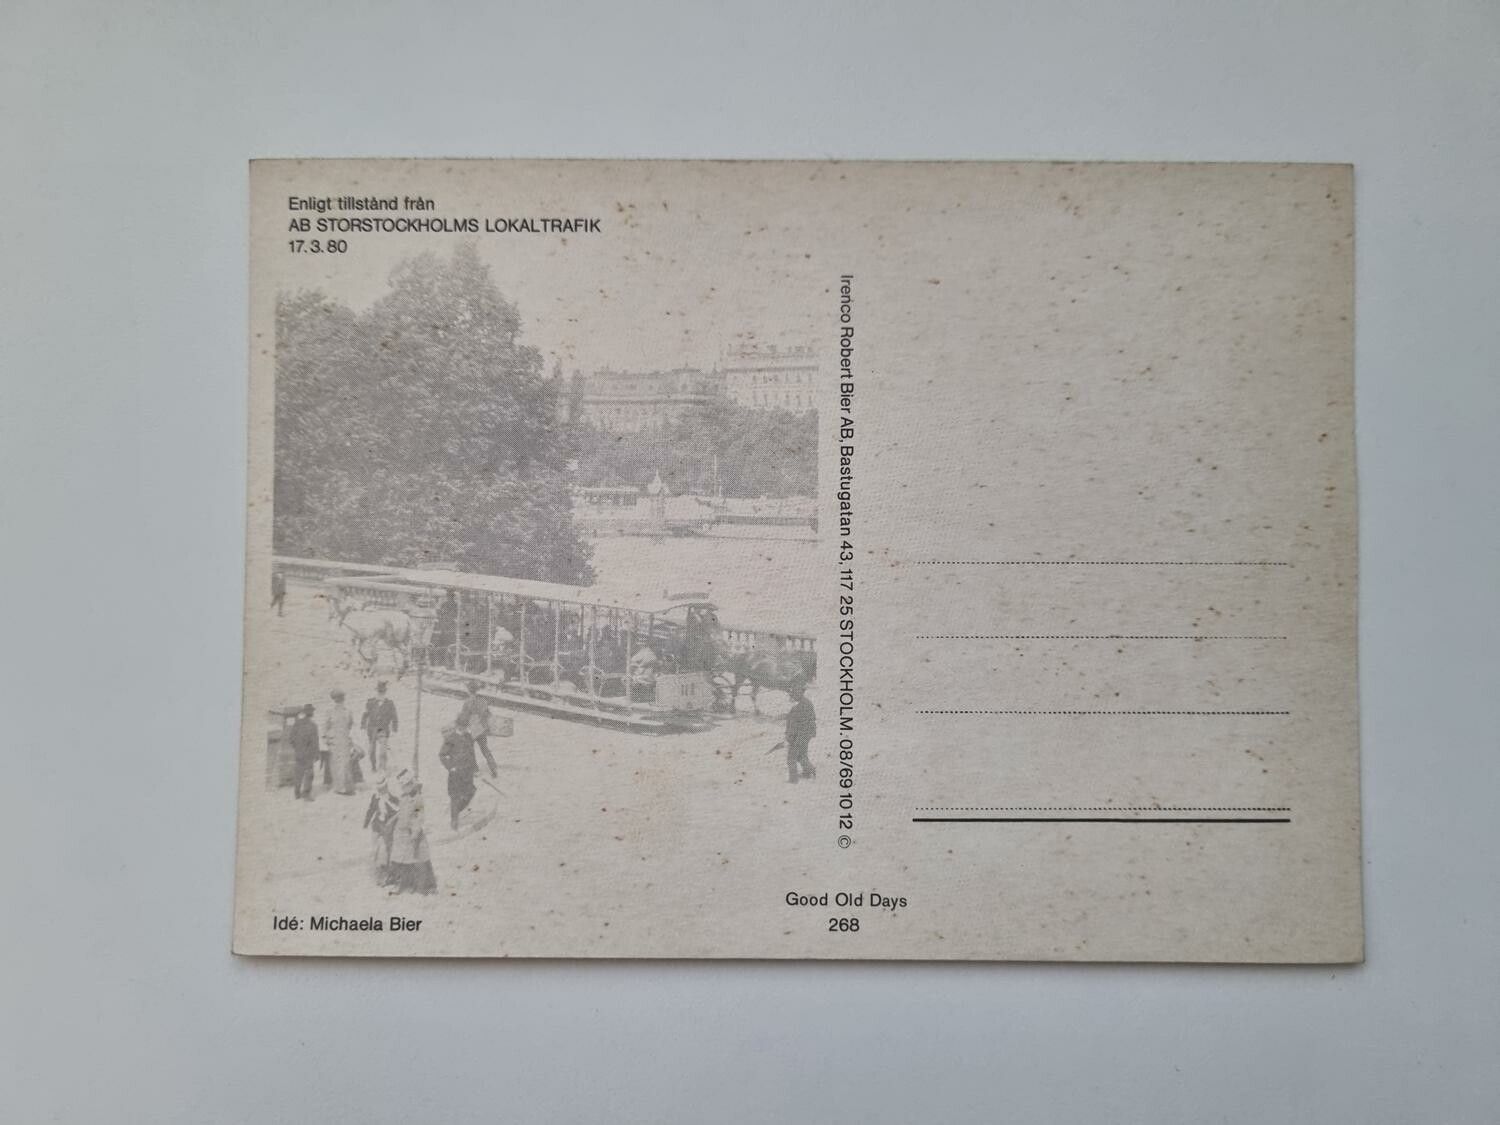 Enligt tillstånd från
AB STORSTOCKHOLMS LOKALTRAFIK
17.3.80
Irenco Robert Bier AB, Bastugatan 43, 117 25 STOCKHOLM. 08/69 10 12 ©
Good Old Days
268
Idé: Michaela Bier